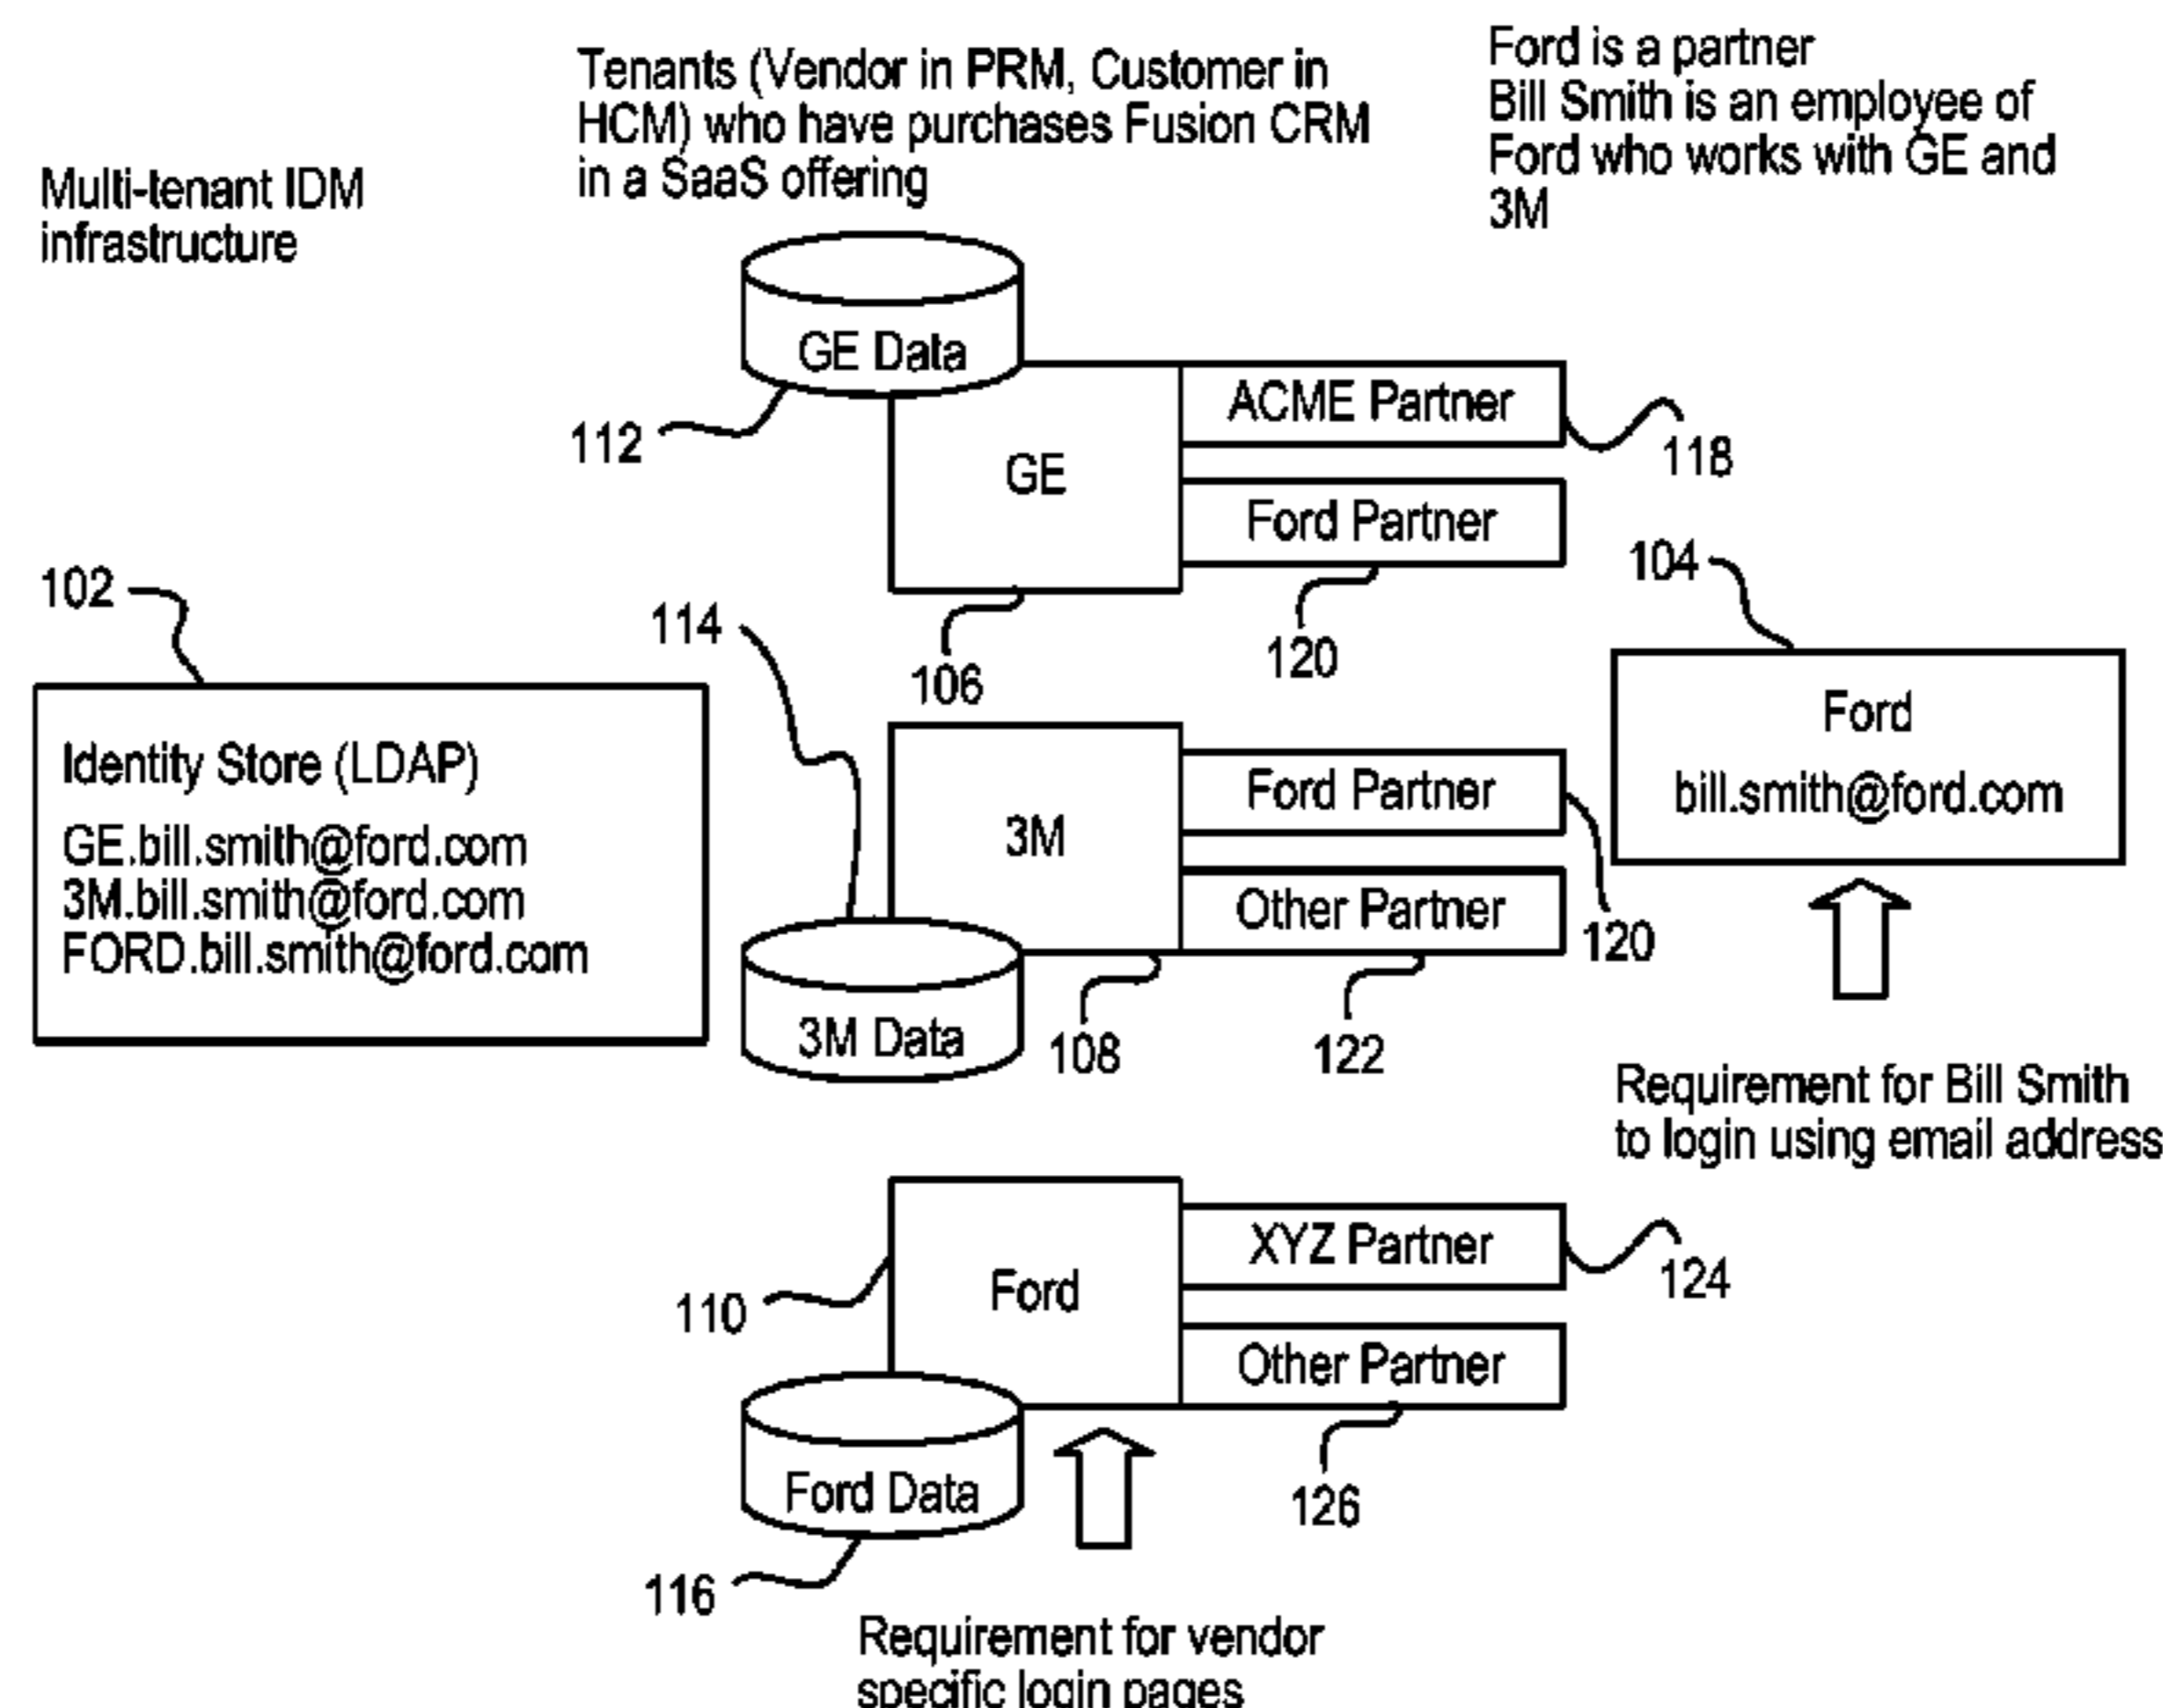 Multi-tenant IDM
infrastructure
Tenants (Vendor in PRM, Customer in
HCM) who have purchases Fusion CRM
in a SaaS offering
Ford is a partner
Bill Smith is an employee of
Ford who works with GE and
3M
GE Data
112
GE
106
ACME Partner
118
Ford Partner
120
102
Identity Store (LDAP)
GE.bill.smith@ford.com
3M.bill.smith@ford.com
FORD.bill.smith@ford.com
114
3M
3M Data
108
Ford Partner
120
Other Partner
122
104
Ford
bill.smith@ford.com
Requirement for Bill Smith
to login using email address
110
Ford
Ford Data
116
XYZ Partner
124
Other Partner
126
Requirement for vendor
specific login pages